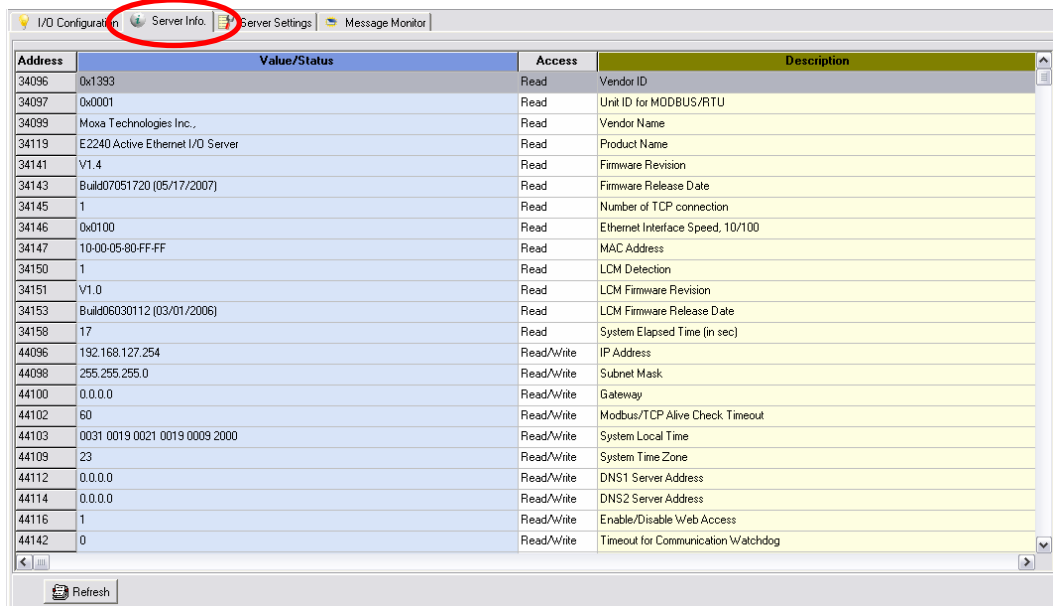 I/O Configuration Server Info. Server Settings Message Monitor
Address Value/Status Access Description
34096 0x1393 Read Vendor ID
34097 0x0001 Read Unit ID for MODBUS/RTU
34099 Moxa Technologies Inc., Read Vendor Name
34119 E2240 Active Ethernet I/O Server Read Product Name
34141 V1.4 Read Firmware Revision
34143 Build07051720 (05/17/2007) Read Firmware Release Date
34145 1 Read Number of TCP connection
34146 0x0100 Read Ethernet Interface Speed, 10/100
34147 10-00-05-80-FF-FF Read MAC Address
34150 1 Read LCM Detection
34151 V1.0 Read LCM Firmware Revision
34153 Build06030112 (03/01/2006) Read LCM Firmware Release Date
34158 17 Read System Elapsed Time (in sec)
44096 192.168.127.254 Read/Write IP Address
44098 255.255.255.0 Read/Write Subnet Mask
44100 0.0.0.0 Read/Write Gateway
44102 60 Read/Write Modbus/TCP Alive Check Timeout
44103 0031 0019 0021 0019 0009 2000 Read/Write System Local Time
44109 23 Read/Write System Time Zone
44112 0.0.0.0 Read/Write DNS1 Server Address
44114 0.0.0.0 Read/Write DNS2 Server Address
44116 1 Read/Write Enable/Disable Web Access
44142 0 Read/Write Timeout for Communication Watchdog
Refresh